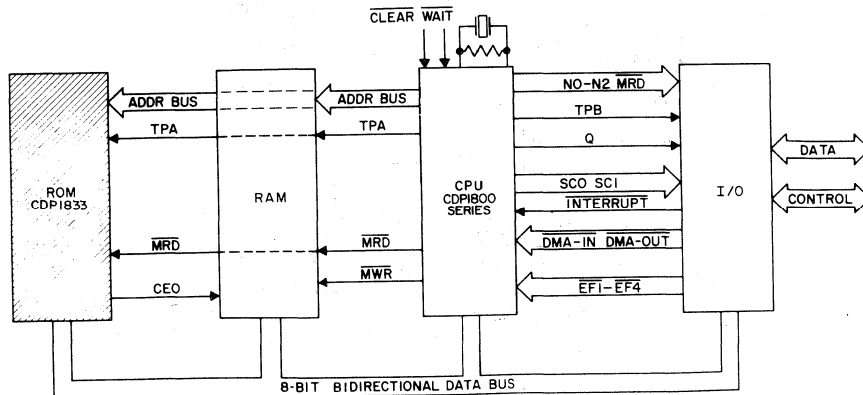 CLEAR WAIT
ADDR BUS
ADDR BUS
NO-N2 MRD
TPA
TPA
TPB
Q
DATA
ROM
CDP1833
RAM
CPU
CDP1800
SERIES
SCO SCI
I/O
CONTROL
INTERRUPT
MRD
MRD
DMA-IN DMA-OUT
MWR
CEO
EF1-EF4
8-BIT BIDIRECTIONAL DATA BUS